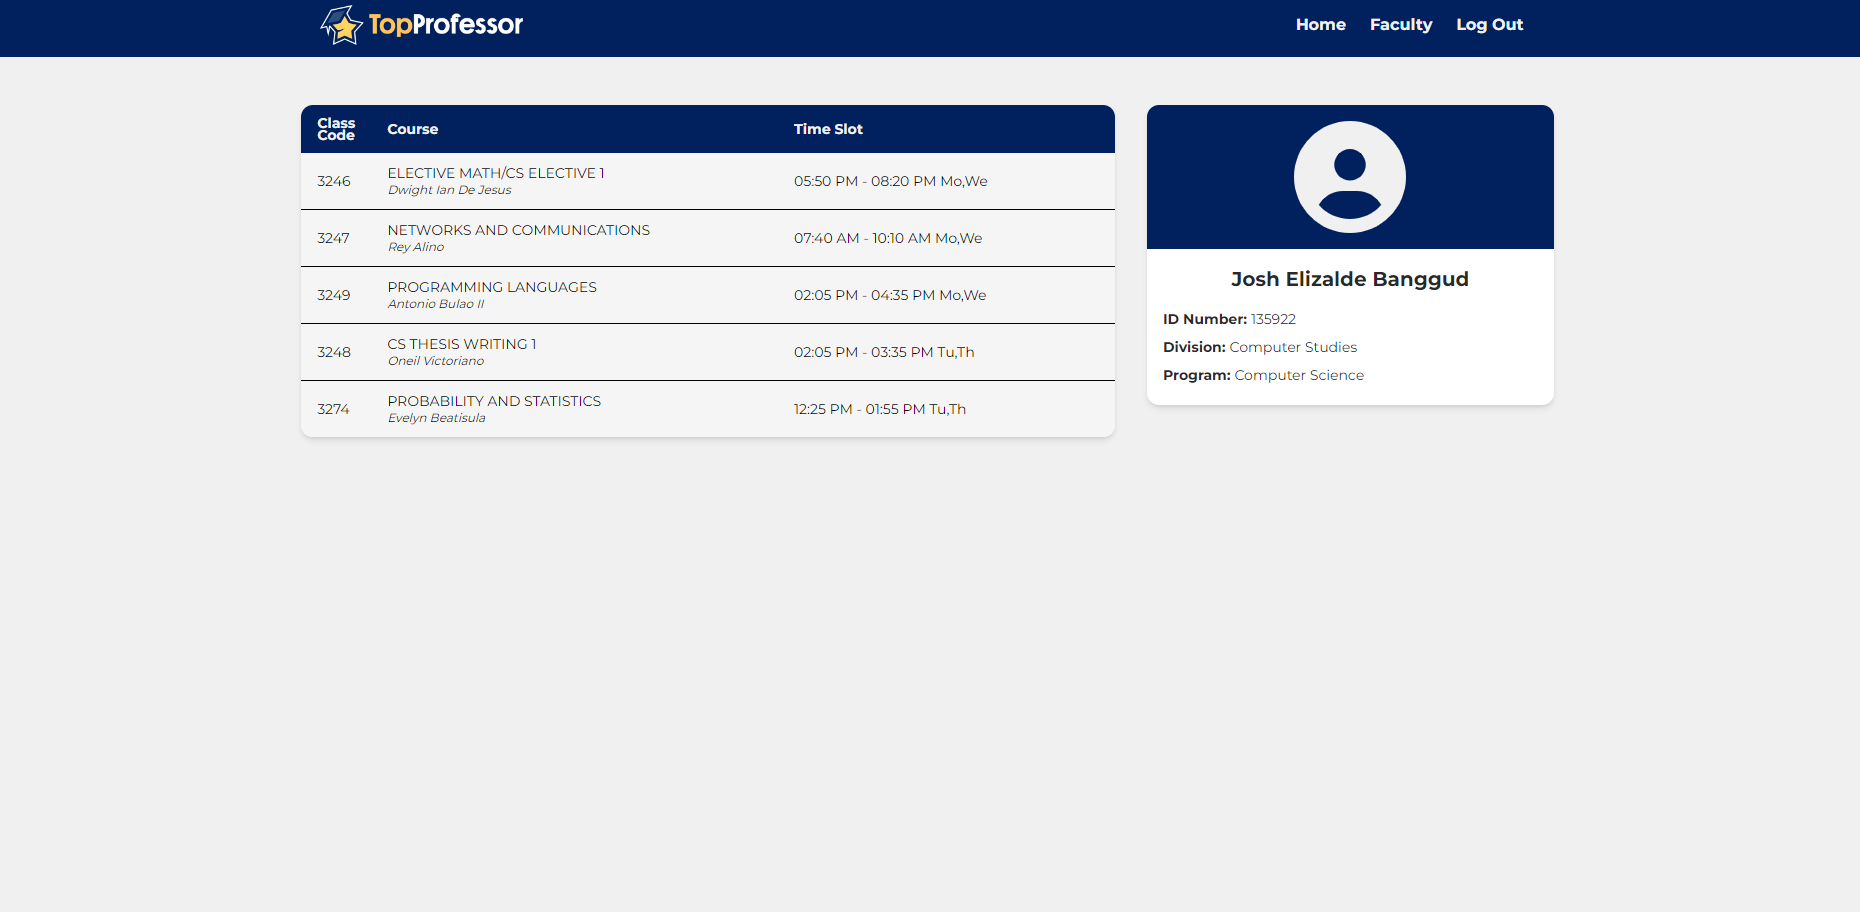 TopProfessor
Home Faculty Log Out
Class Code Course Time Slot
3246 ELECTIVE MATH/CS ELECTIVE 1 05:50 PM - 08:20 PM Mo,We
Dwight Ian De Jesus
3247 NETWORKS AND COMMUNICATIONS 07:40 AM - 10:10 AM Mo,We
Rey Alino
3249 PROGRAMMING LANGUAGES 02:05 PM - 04:35 PM Mo,We
Antonio Bulao II
3248 CS THESIS WRITING 1 02:05 PM - 03:35 PM Tu,Th
Oneil Victoriano
3274 PROBABILITY AND STATISTICS 12:25 PM - 01:55 PM Tu,Th
Evelyn Beatisula
Josh Elizalde Banggud
ID Number: 135922
Division: Computer Studies
Program: Computer Science